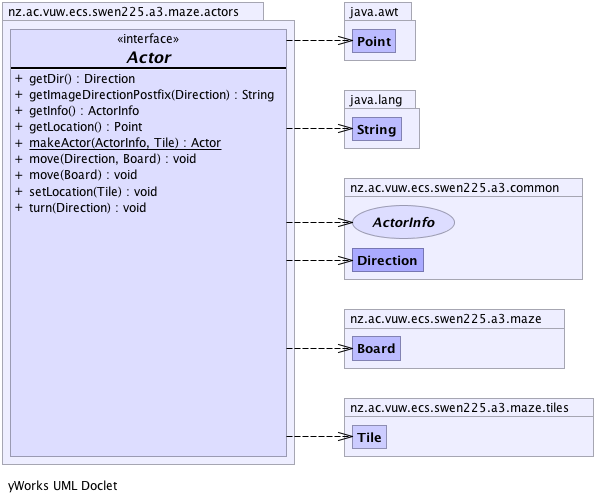 nz.ac.vuw.ecs.swen225.a3.maze.actors
«interface»
Actor
+ getDir() : Direction
+ getImageDirectionPostfix(Direction) : String
+ getInfo() : ActorInfo
+ getLocation() : Point
+ makeActor(ActorInfo, Tile) : Actor
+ move(Direction, Board) : void
+ move(Board) : void
+ setLocation(Tile) : void
+ turn(Direction) : void
java.awt
Point
java.lang
String
nz.ac.vuw.ecs.swen225.a3.common
ActorInfo
Direction
nz.ac.vuw.ecs.swen225.a3.maze
Board
nz.ac.vuw.ecs.swen225.a3.maze.tiles
Tile
yWorks UML Doclet